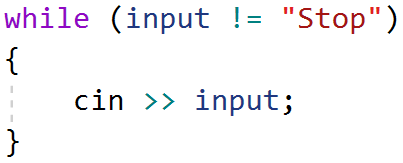 while (input != "Stop")
{
    cin >> input;
}